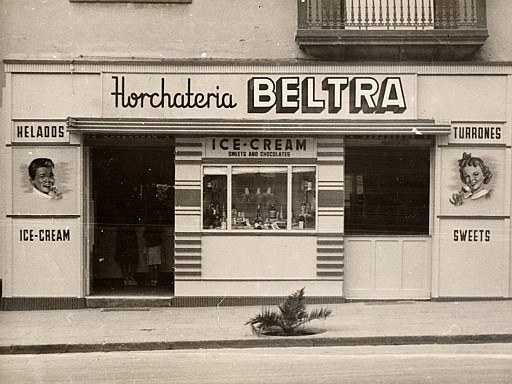 Horchateria BELTRA
HELADOS
ICE-CREAM
SWEETS AND CHOCOLATES
TURRONES
ICE-CREAM
SWEETS